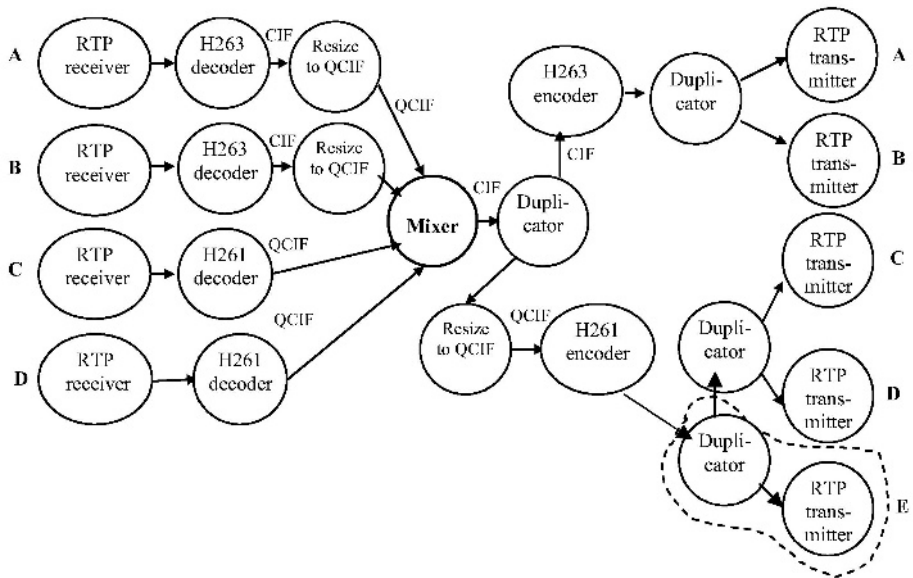 A
RTP
receiver
H263
decoder
CIF
Resize
to QCIF
QCIF
B
RTP
receiver
H263
decoder
CIF
Resize
to QCIF
C
RTP
receiver
H261
decoder
QCIF
D
RTP
receiver
H261
decoder
QCIF
Mixer
CIF
Dupli-
cator
CIF
H263
encoder
Dupli-
cator
RTP
trans-
mitter
A
RTP
trans-
mitter
B
Resize
to QCIF
QCIF
H261
encoder
Dupli-
cator
RTP
trans-
mitter
C
RTP
trans-
mitter
D
Dupli-
cator
RTP
trans-
mitter
E